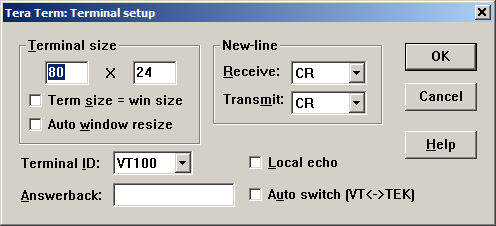 Tera Term: Terminal setup
Terminal size
80 X 24
Term size = win size
Auto window resize
New-line
Receive: CR
Transmit: CR
OK
Cancel
Help
Terminal ID: VT100
Local echo
Answerback:
Auto switch (VT<->TEK)